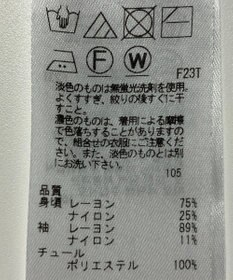 F W
F23T
淡色のものは無蛍光洗剤を使用。
よくすすぎ、絞りの後すぐに干
すこと。
濃色のものは、着用による摩擦
で色落ちすることがありますの
で、組合せの衣服にご注意くださ
い。また、淡色のものとは別
にお洗い下さい。
105
品質
身頃 レーヨン 75%
ナイロン 25%
袖 レーヨン 89%
ナイロン 11%
チュール
ポリエステル 100%